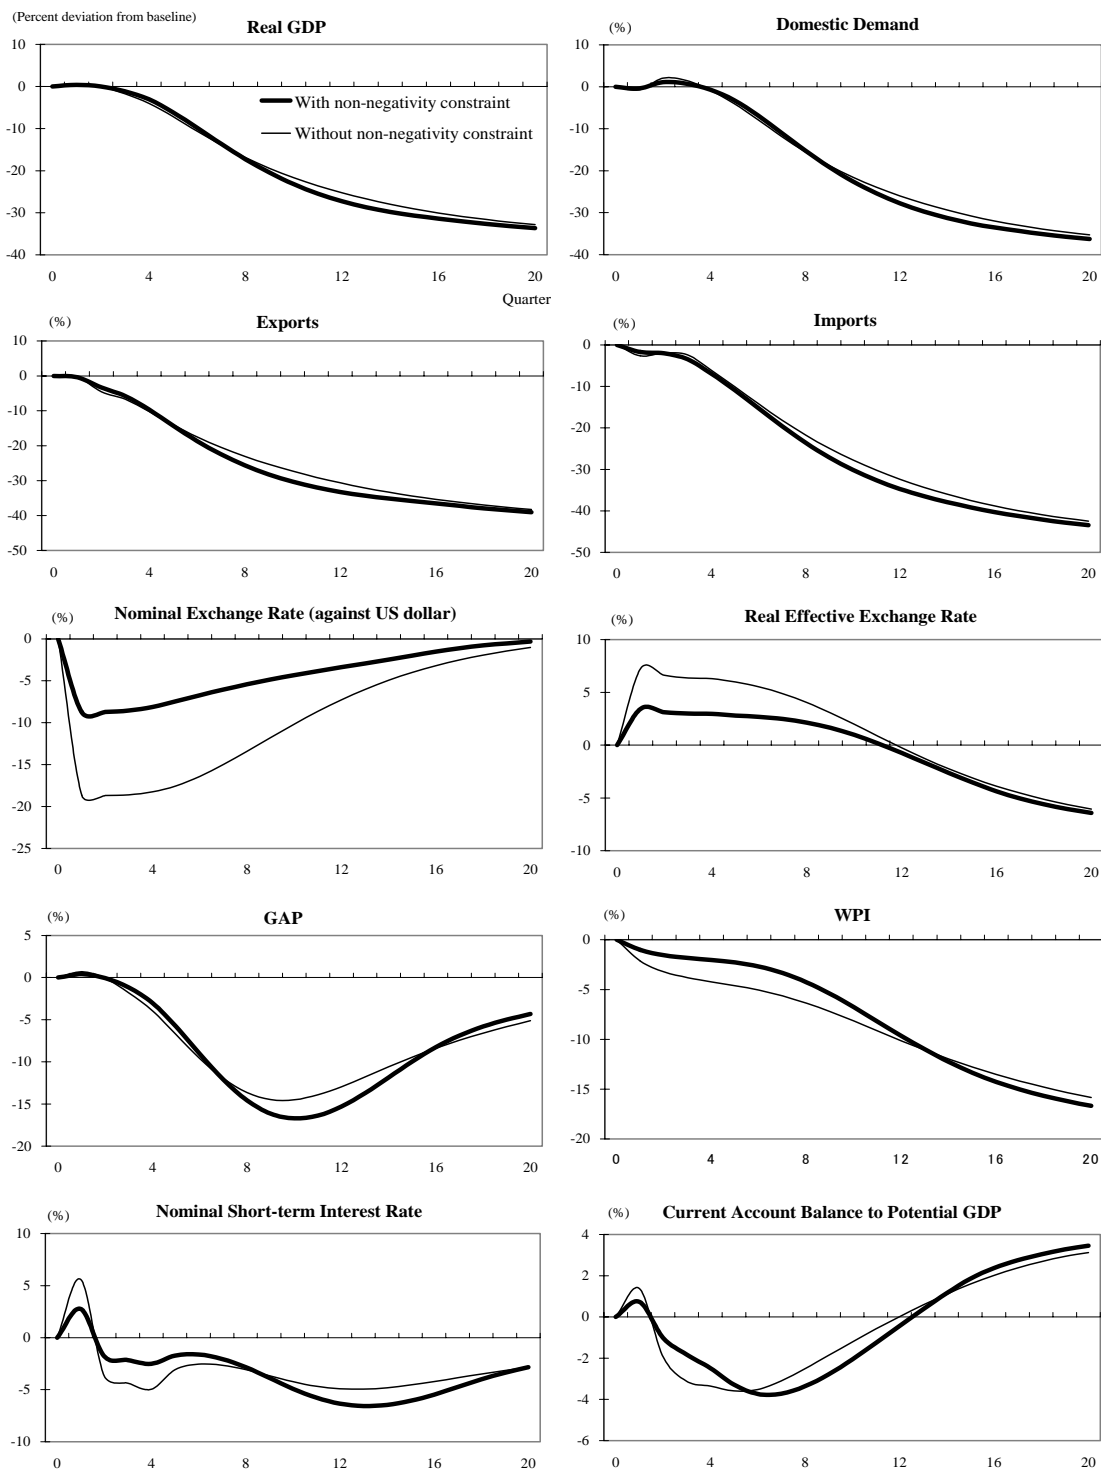 (Percent deviation from baseline)
Real GDP
10
0
-10
-20
-30
-40
With non-negativity constraint
Without non-negativity constraint
0 4 8 12 16 20
Quarter
(%)
Domestic Demand
10
0
-10
-20
-30
-40
0 4 8 12 16 20
(%)
Exports
10
0
-10
-20
-30
-40
-50
0 4 8 12 16 20
(%)
Imports
0
-10
-20
-30
-40
-50
0 4 8 12 16 20
(%)
Nominal Exchange Rate (against US dollar)
0
-5
-10
-15
-20
-25
0 4 8 12 16 20
(%)
Real Effective Exchange Rate
10
5
0
-5
-10
0 4 8 12 16 20
(%)
GAP
5
0
-5
-10
-15
-20
0 4 8 12 16 20
(%)
WPI
0
-5
-10
-15
-20
0 4 8 12 16 20
(%)
Nominal Short-term Interest Rate
10
5
0
-5
-10
0 4 8 12 16 20
(%)
Current Account Balance to Potential GDP
4
2
0
-2
-4
-6
0 4 8 12 16 20